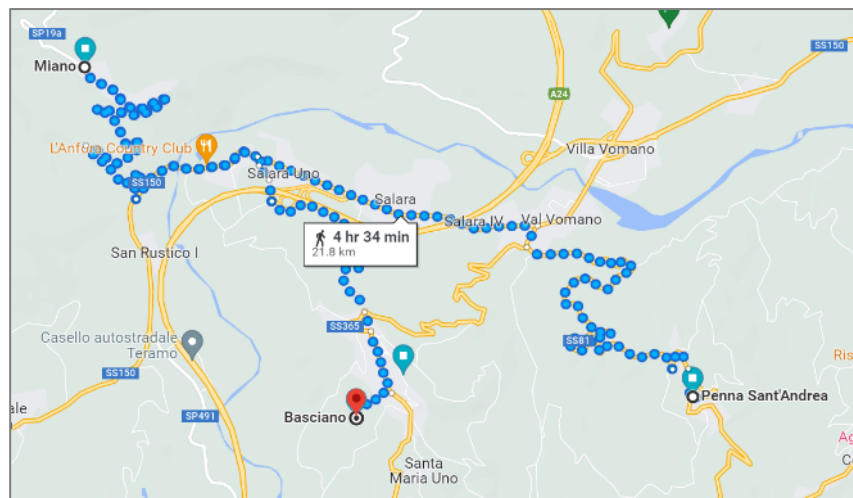 SP19a
Miano
A24
SS150
L'Anfora Country Club
Villa Vomano
Salara Uno
SS150
Salara
Salara IV
Val Vomano
4 hr 34 min
21.8 km
San Rustico I
SS365
Casello autostradale
Teramo
SS81
SS150
Ris
SP491
Basciano
Penna Sant'Andrea
ale
Santa
Maria Uno
Ag
Co